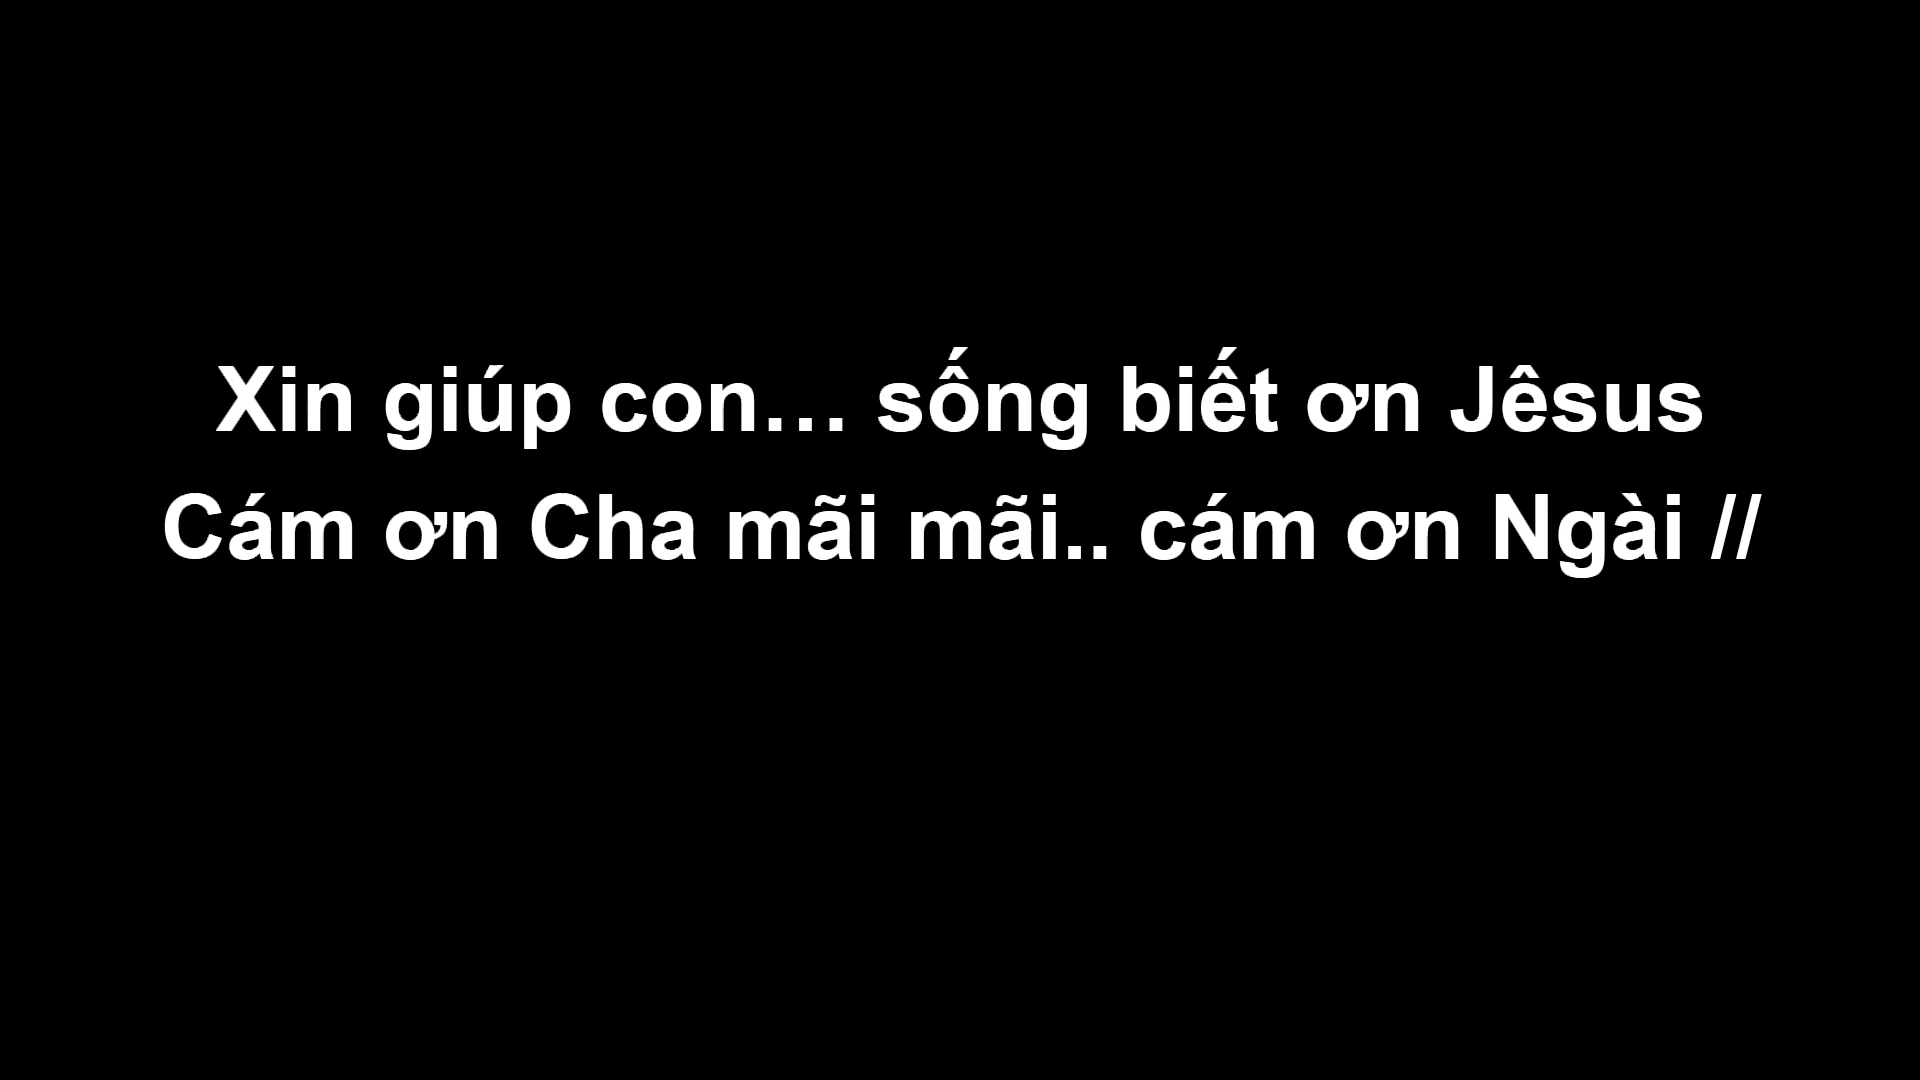 Xin giúp con… sống biết ơn Jêsus
Cám ơn Cha mãi mãi.. cám ơn Ngài //